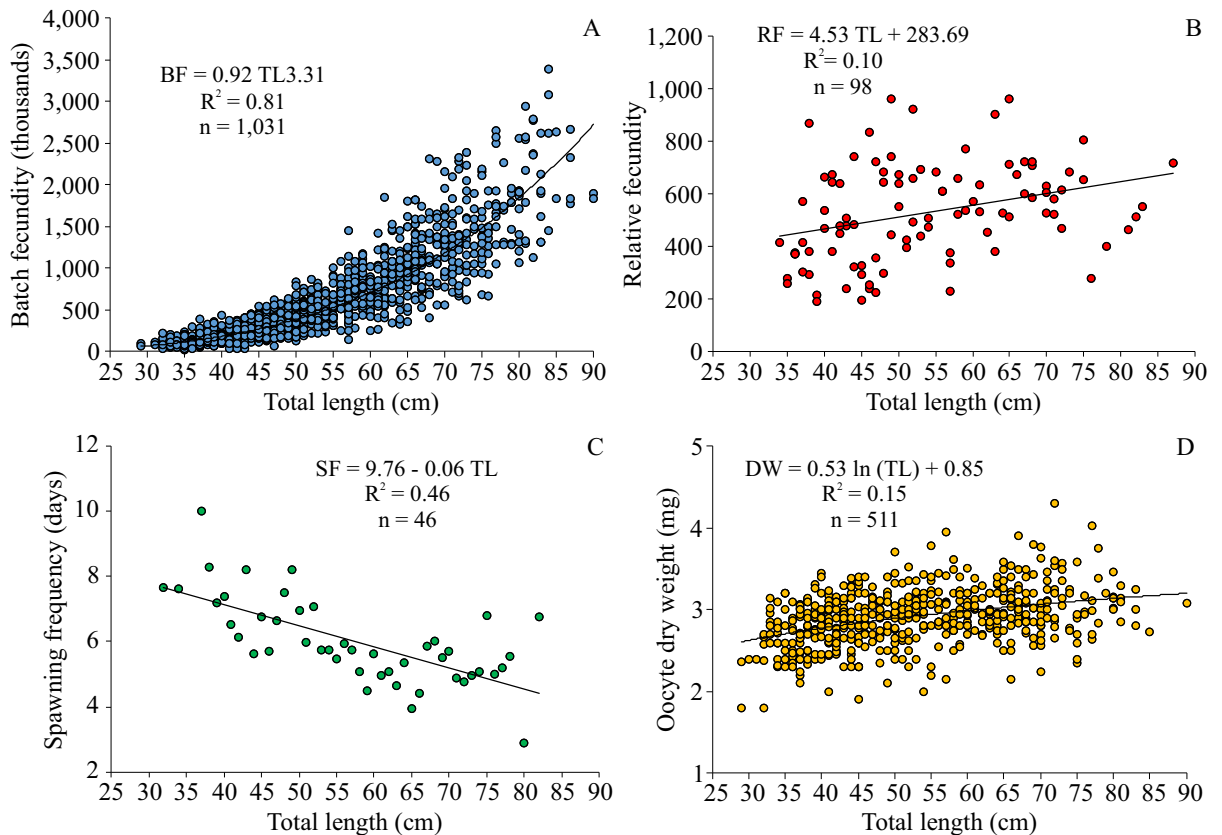 A
BF = 0.92 TL3.31
R² = 0.81
n = 1,031
Batch fecundity (thousands)
4,000
3,500
3,000
2,500
2,000
1,500
1,000
500
0
25 30 35 40 45 50 55 60 65 70 75 80 85 90
Total length (cm)
B
RF = 4.53 TL + 283.69
R²= 0.10
n = 98
Relative fecundity
1,200
1,000
800
600
400
200
0
25 30 35 40 45 50 55 60 65 70 75 80 85 90
Total length (cm)
C
SF = 9.76 - 0.06 TL
R² = 0.46
n = 46
Spawning frequency (days)
12
10
8
6
4
2
25 30 35 40 45 50 55 60 65 70 75 80 85 90
Total length (cm)
D
DW = 0.53 ln (TL) + 0.85
R² = 0.15
n = 511
Oocyte dry weight (mg)
5
4
3
2
1
25 30 35 40 45 50 55 60 65 70 75 80 85 90
Total length (cm)